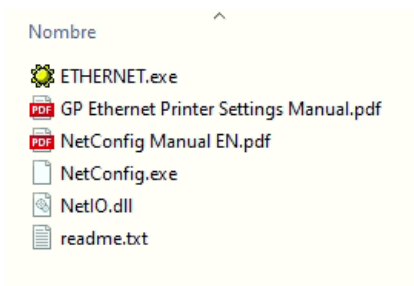 Nombre
ETHERNET.exe
GP Ethernet Printer Settings Manual.pdf
NetConfig Manual EN.pdf
NetConfig.exe
NetIO.dll
readme.txt